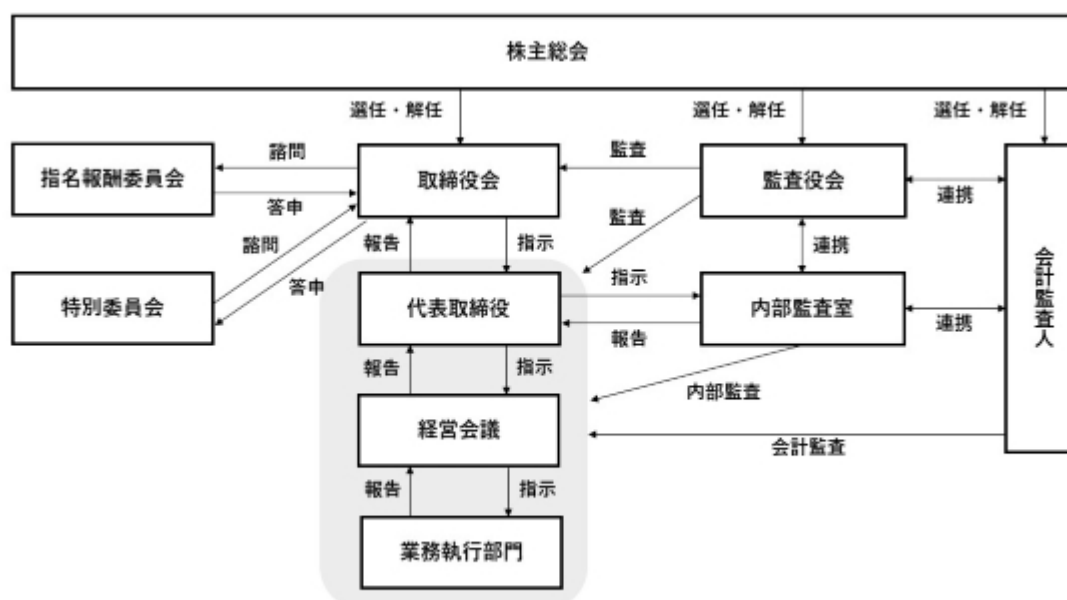 株主総会
選任・解任
選任・解任
選任・解任
指名報酬委員会
諮問
答申
取締役会
監査
監査役会
連携
諮問
答申
報告
指示
監査
連携
特別委員会
代表取締役
指示
報告
内部監査室
連携
会計監査人
報告
指示
内部監査
経営会議
会計監査
報告
指示
業務執行部門